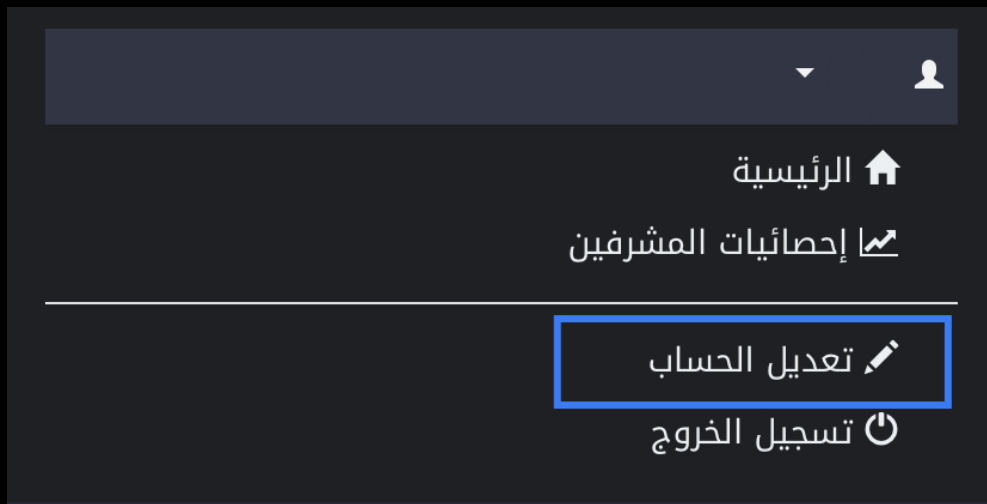 الرئيسية
إحصائيات المشرفين
تعديل الحساب
تسجيل الخروج